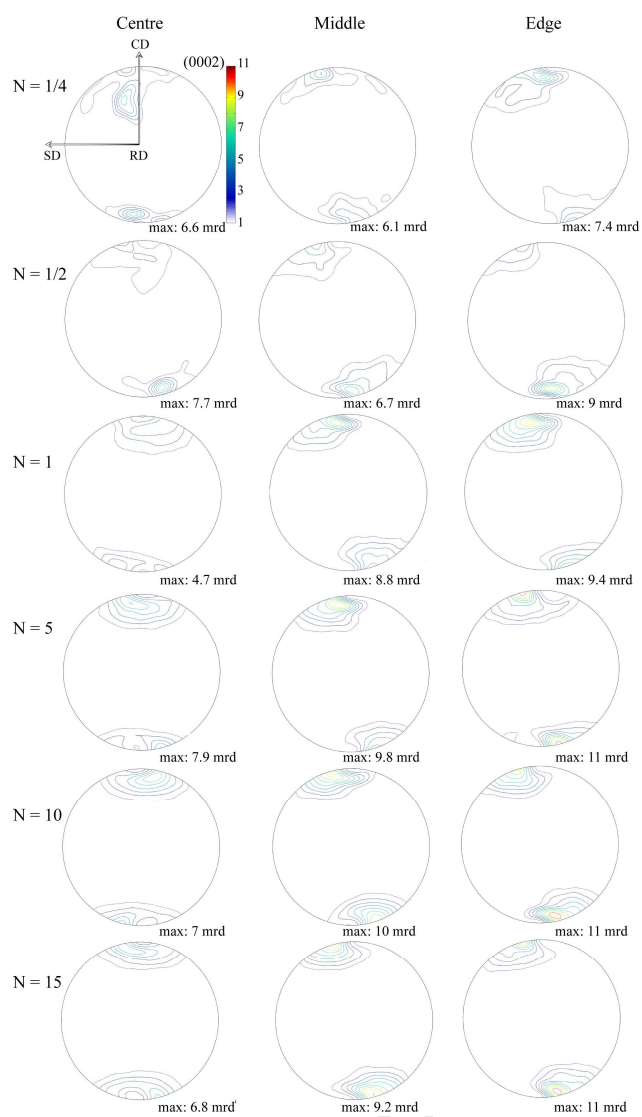 Centre Middle Edge
CD
(0002) 11
N = 1/4
9
7
SD RD
5
3
1
max: 6.6 mrd max: 6.1 mrd max: 7.4 mrd
N = 1/2
max: 7.7 mrd max: 6.7 mrd max: 9 mrd
N = 1
max: 4.7 mrd max: 8.8 mrd max: 9.4 mrd
N = 5
max: 7.9 mrd max: 9.8 mrd max: 11 mrd
N = 10
max: 7 mrd max: 10 mrd max: 11 mrd
N = 15
max: 6.8 mrd max: 9.2 mrd max: 11 mrd